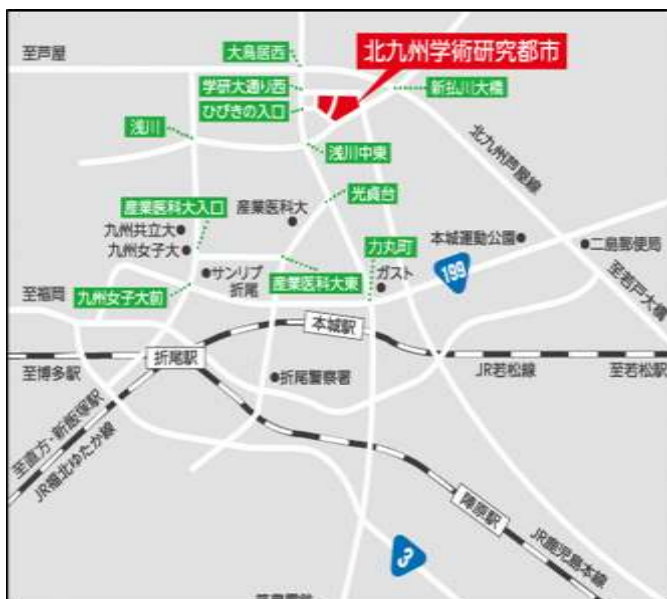 大鳥居西
北九州学術研究都市
至芦屋
学研大通り西
新払川大橋
ひびきの入口
浅川
浅川中東
北九州芦屋線
光貞台
産業医科大入口
産業医科大
九州共立大
力丸町
本城運動公園
九州女子大
二島郵便局
サンリブ
折尾
産業医科大東
ガスト
199
至福岡
九州女子大前
至若戸大橋
本城駅
折尾駅
至博多駅
折尾警察署
JR若松線
至若松駅
至直方・新飯塚駅
JR福北ゆたか線
陣原駅
3
JR鹿児島本線